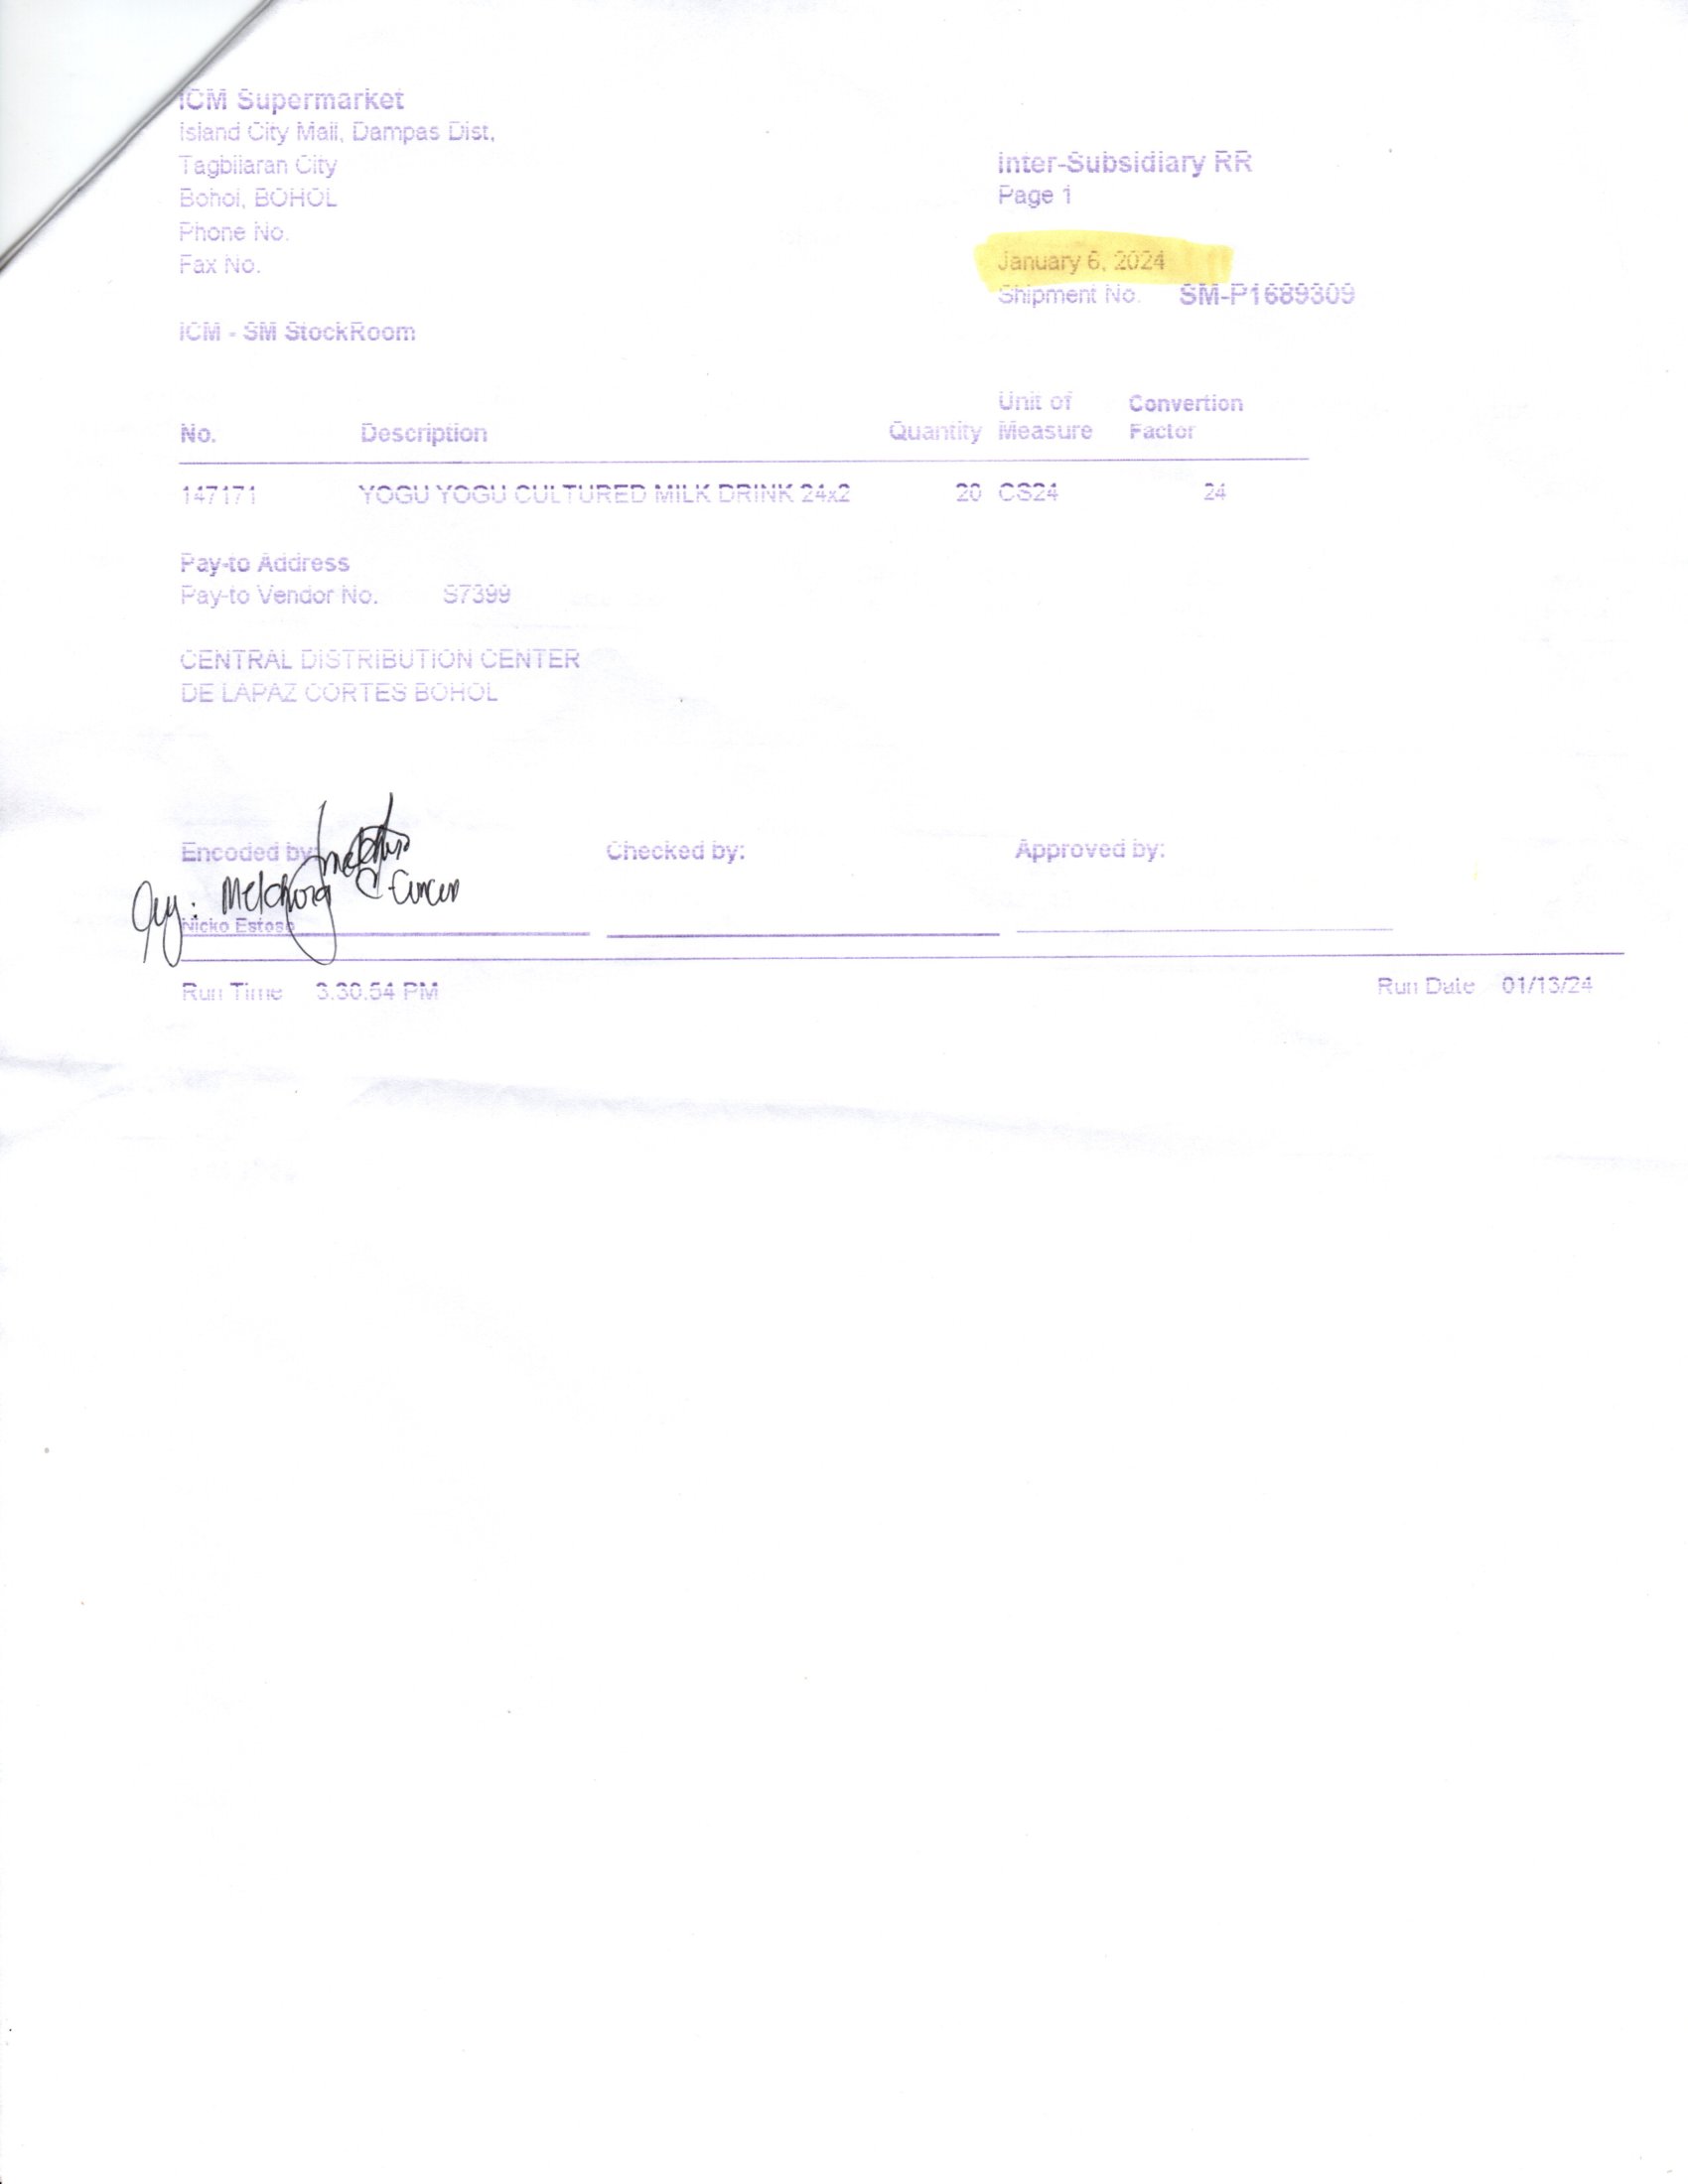 ICM Supermarket
Island City Mall, Dampas Dist,
Tagbilaran City
Bohol, BOHOL
Phone No.
Fax No.
Inter-Subsidiary RR
Page 1
January 6, 2024
Shipment No. SM-P1689309
ICM - SM StockRoom
No. Description Quantity Unit of Measure Convertion Factor
147171 YOGU YOGU CULTURED MILK DRINK 24x2 20 CS24 24
Pay-to Address
Pay-to Vendor No. S7399
CENTRAL DISTRIBUTION CENTER
DE LAPAZ CORTES BOHOL
Encoded by: Checked by: Approved by:
Nicko Estoso
Run Time 3:30:54 PM Run Date 01/13/24